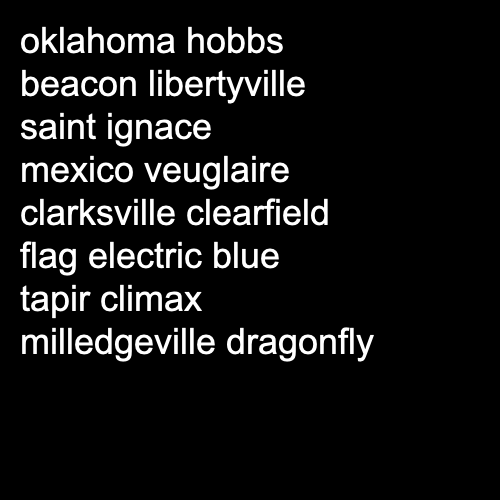 oklahoma hobbs
beacon libertyville
saint ignace
mexico veuglaire
clarksville clearfield
flag electric blue
tapir climax
milledgeville dragonfly